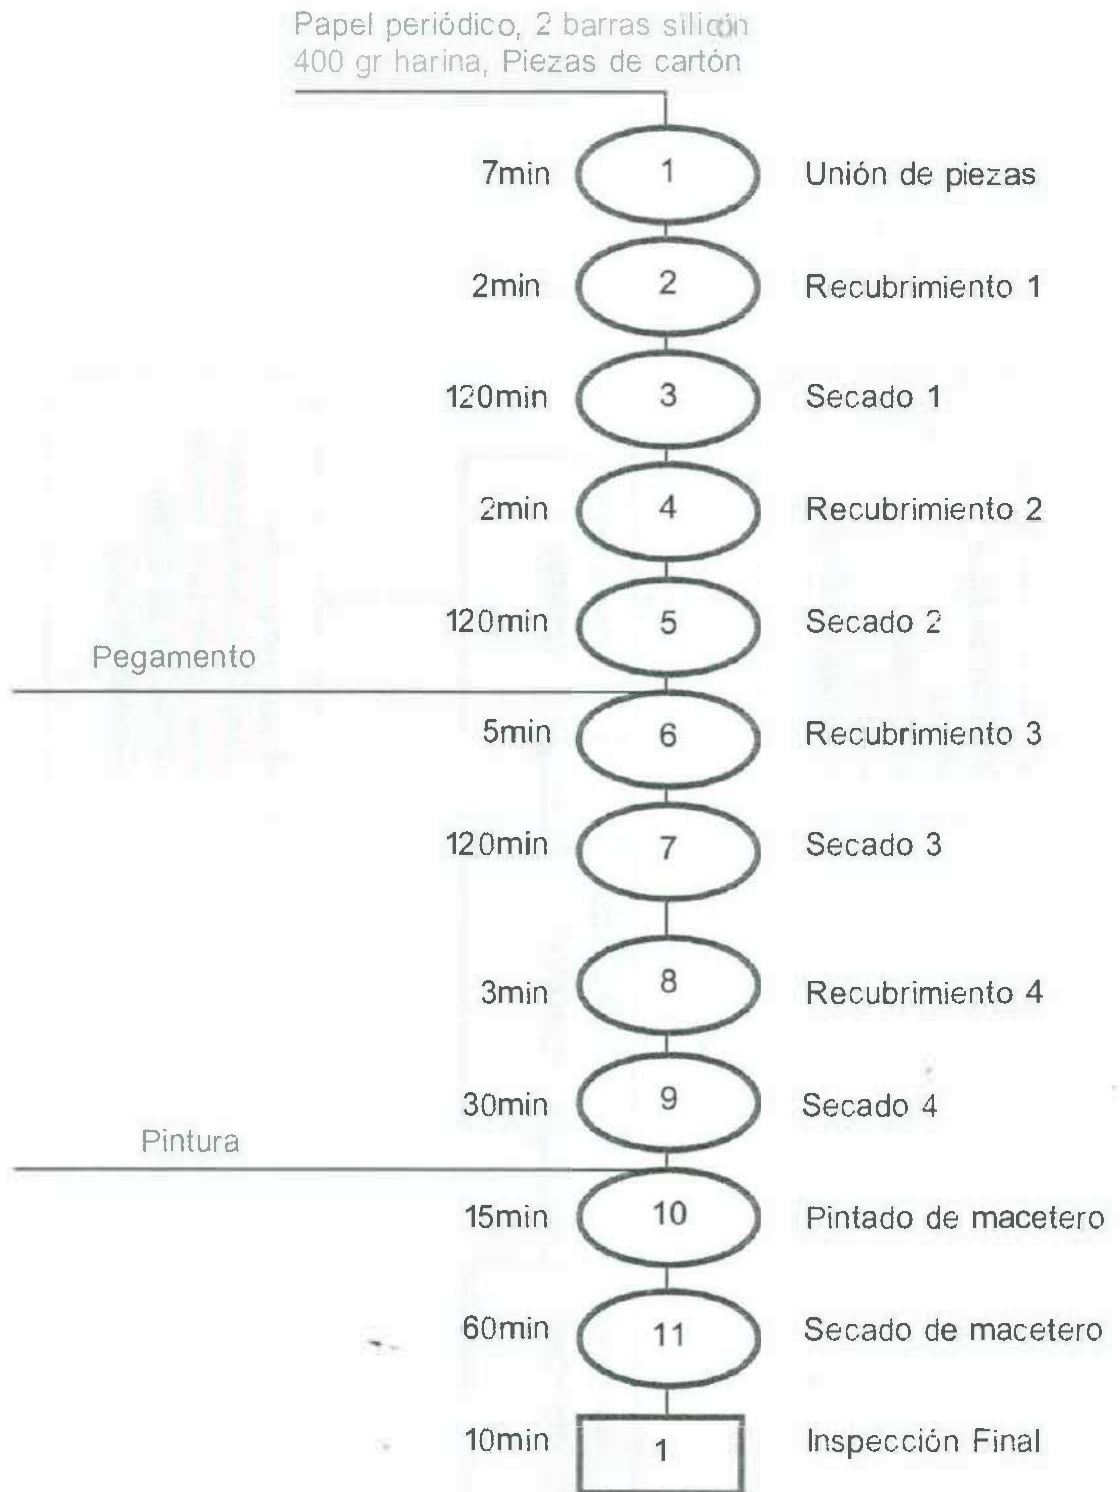 Papel periódico, 2 barras silicón
400 gr harina, Piezas de cartón
7min 1 Unión de piezas
2min 2 Recubrimiento 1
120min 3 Secado 1
2min 4 Recubrimiento 2
120min 5 Secado 2
Pegamento
5min 6 Recubrimiento 3
120min 7 Secado 3
3min 8 Recubrimiento 4
30min 9 Secado 4
Pintura
15min 10 Pintado de macetero
60min 11 Secado de macetero
10min 1 Inspección Final